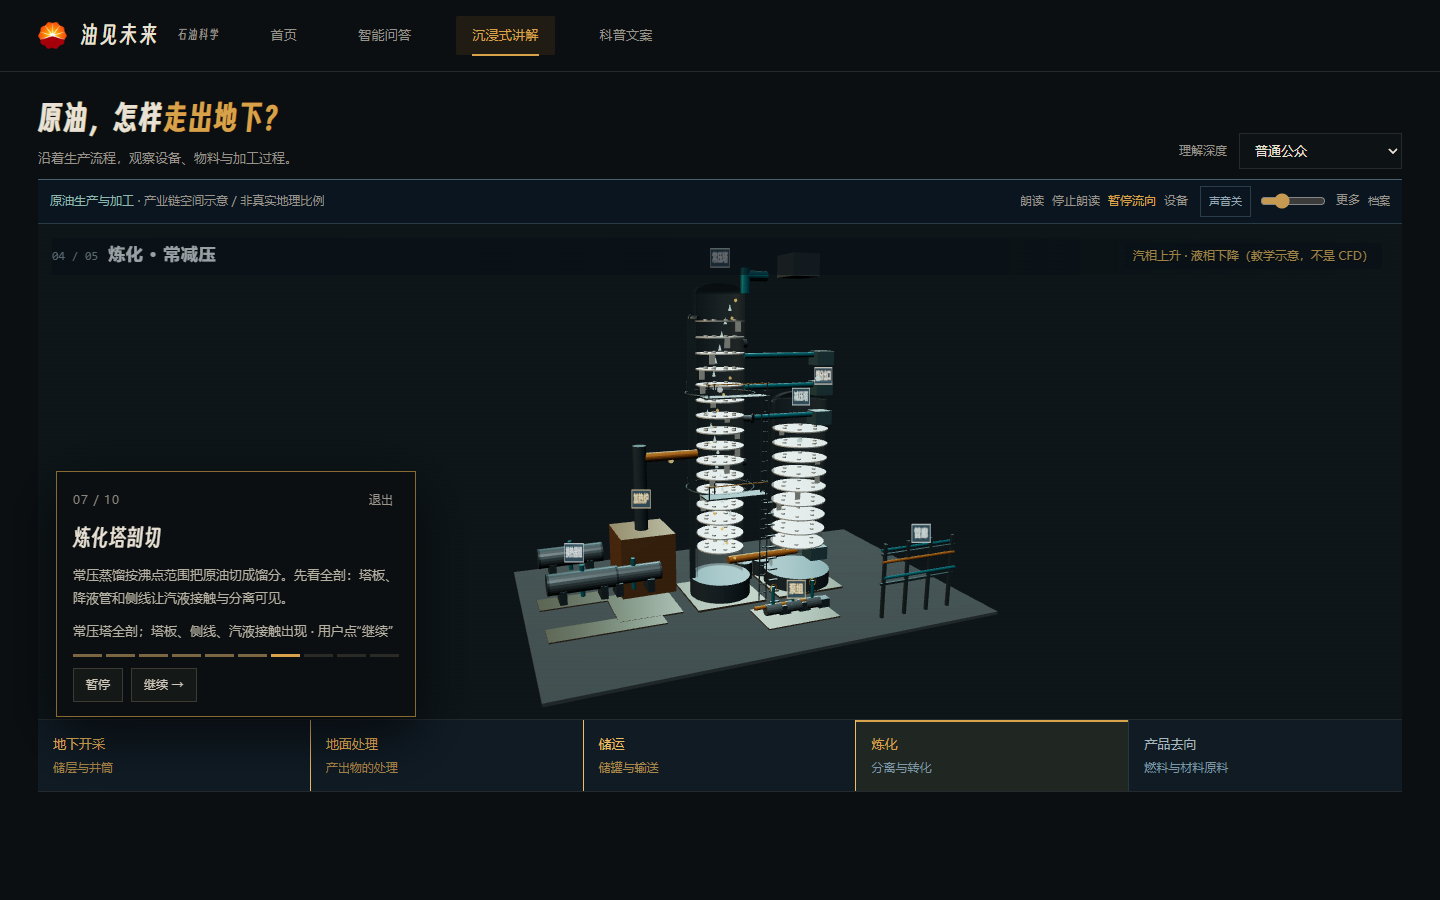 油见未来 石油科学 首页 智能问答 沉浸式讲解 科普文案
原油，怎样走出地下?
沿着生产流程，观察设备、物料与加工过程。
理解深度 普通公众
原油生产与加工 · 产业链空间示意 / 非真实地理比例
朗读 停止朗读 暂停流向 设备 声音关 更多 档案
04 / 05 炼化 · 常减压
汽相上升 · 液相下降（教学示意，不是 CFD）
07 / 10 退出
炼化塔剖切
常压蒸馏按沸点范围把原油切成馏分。先看全剖：塔板、
降液管和侧线让汽液接触与分离可见。
常压塔全剖；塔板、侧线、汽液接触出现 · 用户点“继续”
暂停 继续 →
地下开采 地面处理 储运 炼化 产品去向
储层与井筒 产出物的处理 储罐与输送 分离与转化 燃料与材料原料